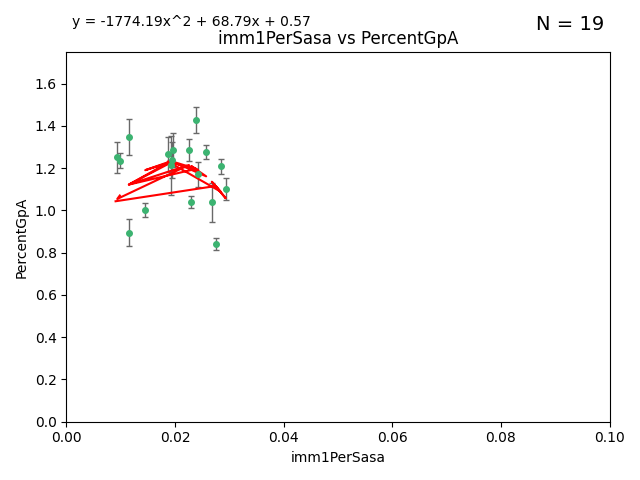 y = -1774.19x^2 + 68.79x + 0.57
N = 19
imm1PerSasa vs PercentGpA
1.6
1.4
1.2
1.0
0.8
0.6
0.4
0.2
0.0
PercentGpA
0.00 0.02 0.04 0.06 0.08 0.10
imm1PerSasa